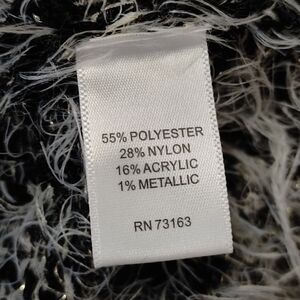 55% POLYESTER
28% NYLON
16% ACRYLIC
1% METALLIC
RN 73163